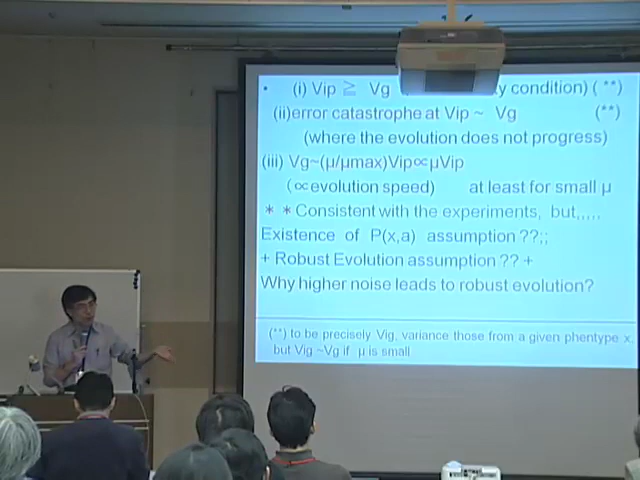 • (i) Vip ≧ Vg y condition) ( **)
(ii)error catastrophe at Vip ~ Vg (**)
(where the evolution does not progress)
(iii) Vg~(μ/μmax)Vip∝μVip
(∝evolution speed) at least for small μ
＊ ＊Consistent with the experiments, but,,,,,
Existence of P(x,a) assumption ??;;
+ Robust Evolution assumption ?? +
Why higher noise leads to robust evolution?
(**) to be precisely Vig, variance those from a given phentype x,
but Vig ~Vg if μ is small